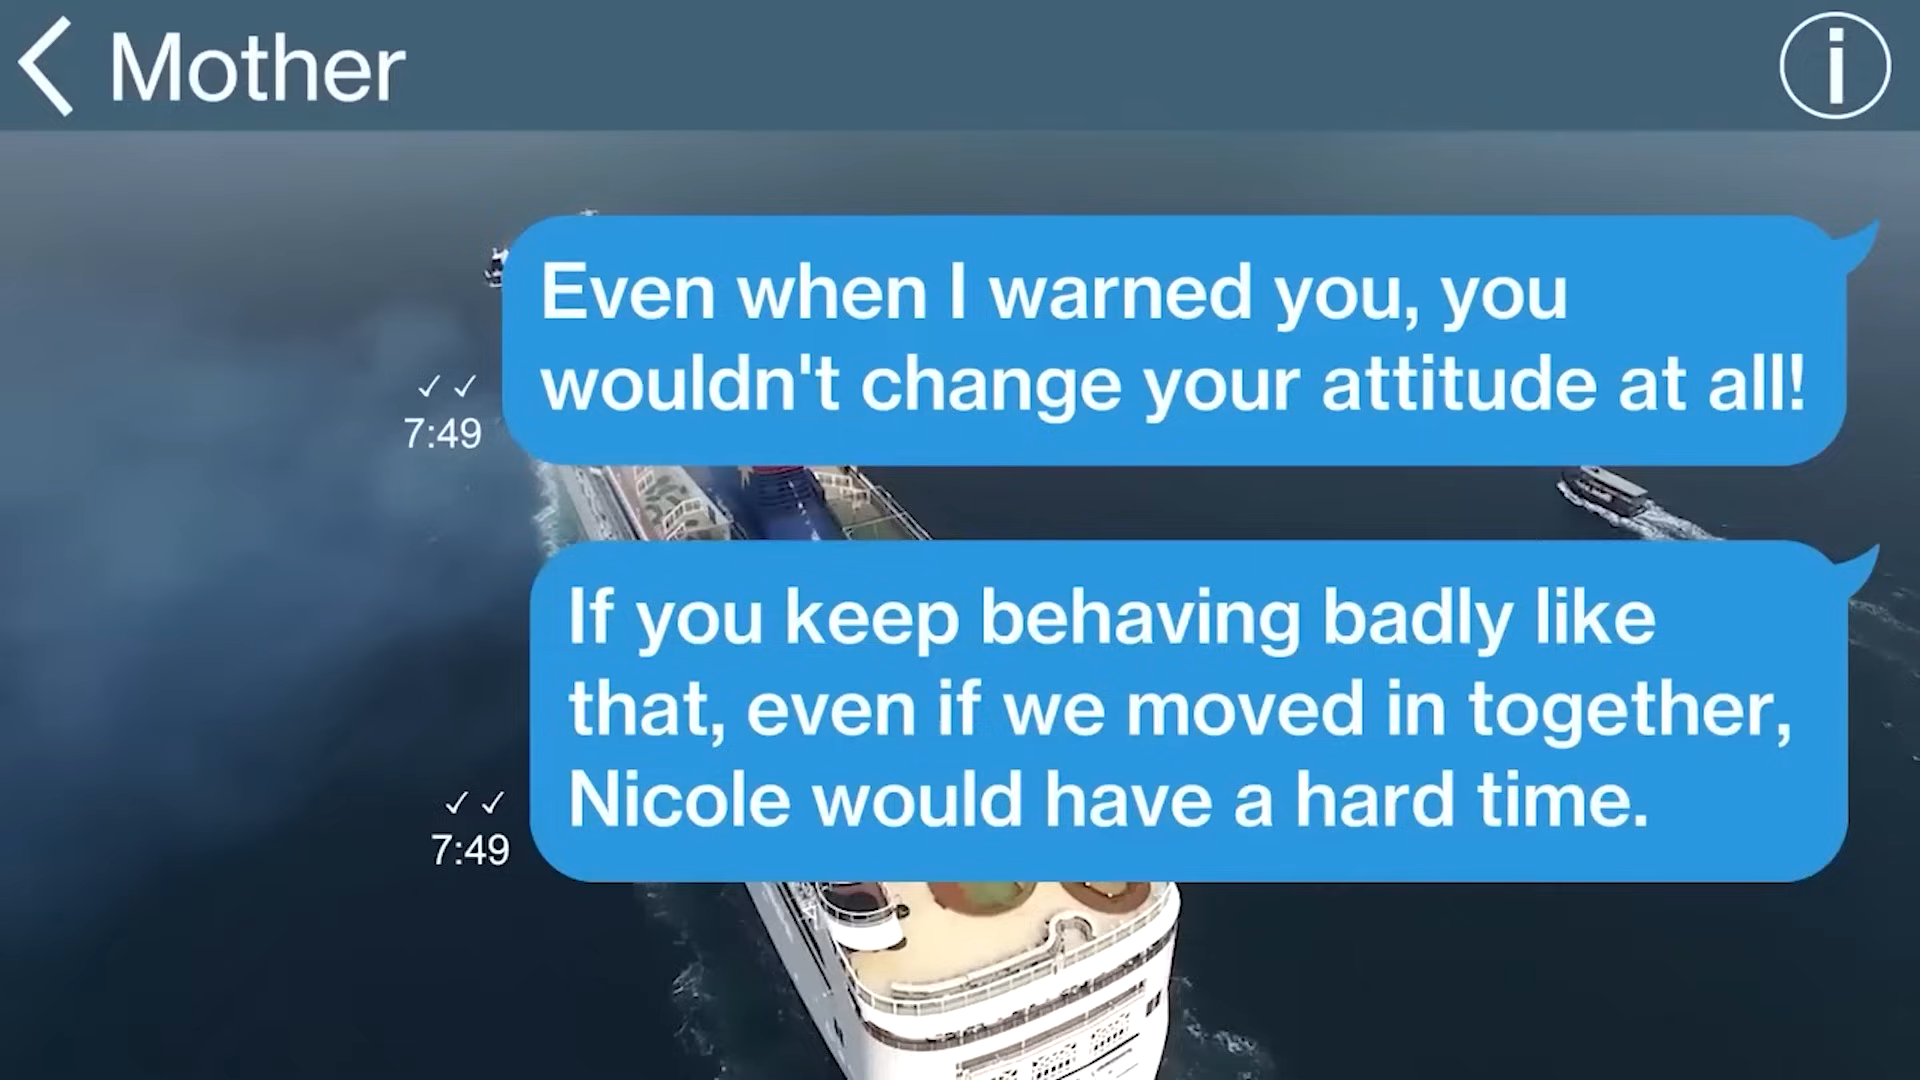 Mother
Even when I warned you, you
wouldn't change your attitude at all!
7:49
If you keep behaving badly like
that, even if we moved in together,
Nicole would have a hard time.
7:49